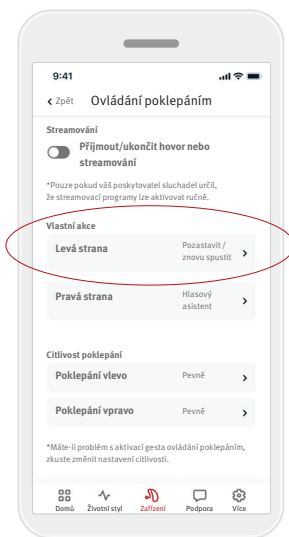 9:41
Zpět Ovládání poklepáním
Streamování
Přijmout/ukončit hovor nebo
streamování
*Pouze pokud váš poskytovatel sluchadel určil,
že streamovací programy lze aktivovat ručně.
Vlastní akce
Levá strana
Pozastavit /
znovu spustit
Pravá strana
Hlasový
asistent
Citlivost poklepání
Poklepání vlevo Pevně
Poklepání vpravo Pevně
*Máte-li problém s aktivací gesta ovládání poklepáním,
zkuste změnit nastavení citlivosti.
Domů Životní styl Zařízení Podpora Více